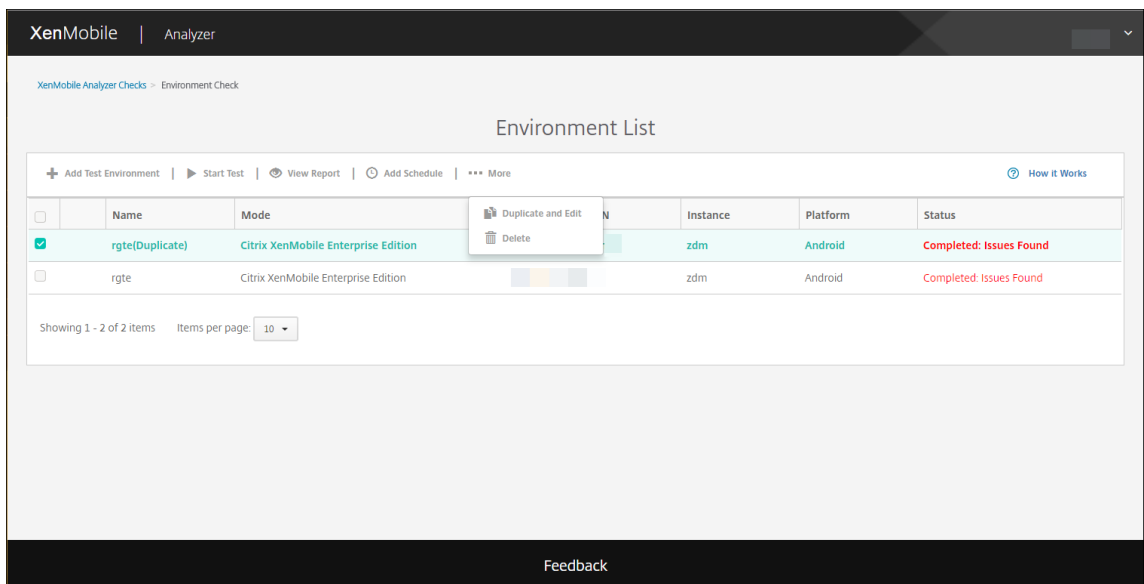 XenMobile | Analyzer
XenMobile Analyzer Checks > Environment Check
Environment List
Add Test Environment | Start Test | View Report | Add Schedule | More
How it Works
Duplicate and Edit
Delete
Name Mode N Instance Platform Status
rgte(Duplicate) Citrix XenMobile Enterprise Edition zdm Android Completed: Issues Found
rgte Citrix XenMobile Enterprise Edition zdm Android Completed: Issues Found
Showing 1 - 2 of 2 items Items per page: 10
Feedback